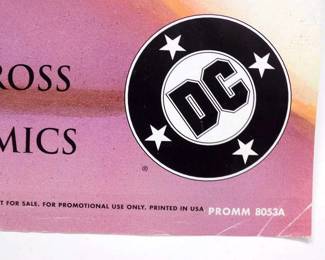 ROSS
DC
MICS
®
T FOR SALE. FOR PROMOTIONAL USE ONLY. PRINTED IN USA PROMM 8053A